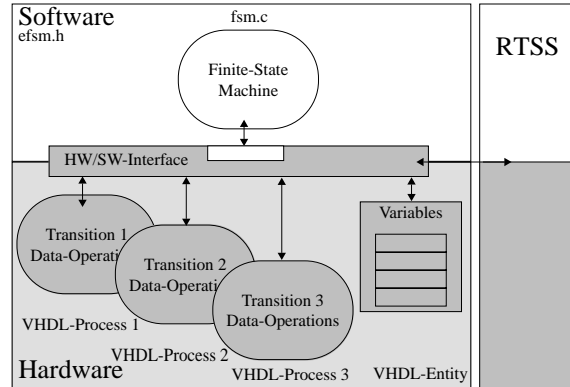 Software
efsm.h
fsm.c
RTSS
Finite-State
Machine
HW/SW-Interface
Variables
Transition 1
Data-Operati
Transition 2
Data-Operati
Transition 3
Data-Operations
VHDL-Process 1
VHDL-Process 2
VHDL-Process 3
VHDL-Entity
Hardware